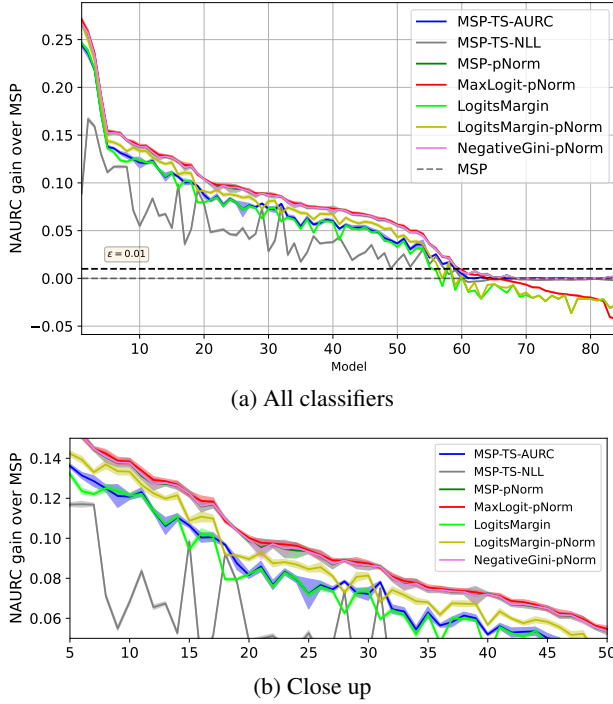 NAURC gain over MSP
0.25
0.20
0.15
0.10
0.05
0.00
−0.05
ε = 0.01
MSP-TS-AURC
MSP-TS-NLL
MSP-pNorm
MaxLogit-pNorm
LogitsMargin
LogitsMargin-pNorm
NegativeGini-pNorm
MSP
10 20 30 40 50 60 70 80
Model
(a) All classifiers
NAURC gain over MSP
0.14
0.12
0.10
0.08
0.06
MSP-TS-AURC
MSP-TS-NLL
MSP-pNorm
MaxLogit-pNorm
LogitsMargin
LogitsMargin-pNorm
NegativeGini-pNorm
5 10 15 20 25 30 35 40 45 50
(b) Close up